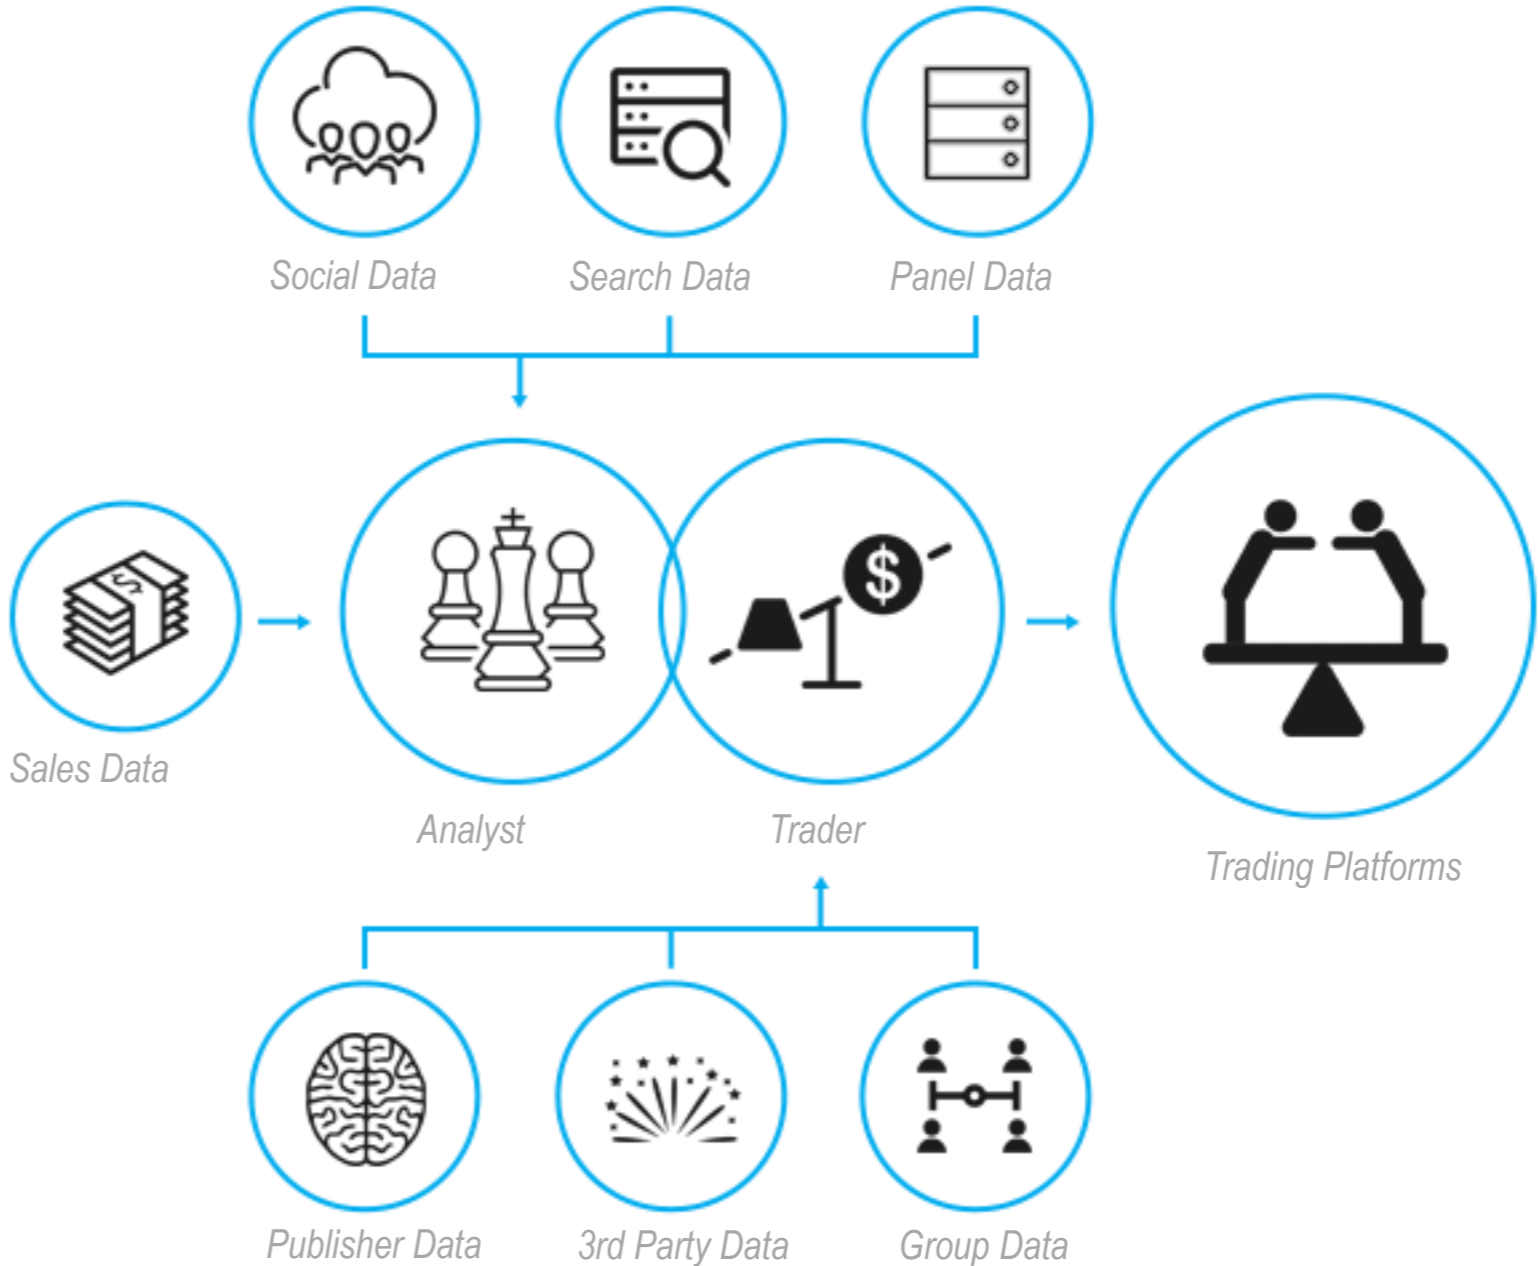 Social Data
Search Data
Panel Data
$
$
Sales Data
Analyst
Trader
Trading Platforms
Publisher Data
3rd Party Data
Group Data